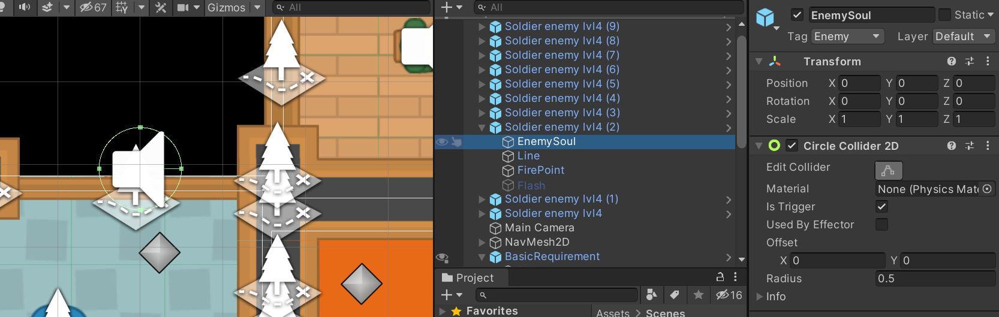 67
Gizmos
All
All
Soldier enemy lvl4 (9)
Soldier enemy lvl4 (8)
Soldier enemy lvl4 (7)
Soldier enemy lvl4 (6)
Soldier enemy lvl4 (5)
Soldier enemy lvl4 (4)
Soldier enemy lvl4 (3)
Soldier enemy lvl4 (2)
EnemySoul
Line
FirePoint
Flash
Soldier enemy lvl4 (1)
Soldier enemy lvl4
Main Camera
NavMesh2D
BasicRequirement
Project
16
Favorites
Assets > Scenes
EnemySoul
Static
Tag Enemy Layer Default
Transform
Position X 0 Y 0 Z 0
Rotation X 0 Y 0 Z 0
Scale X 1 Y 1 Z 1
Circle Collider 2D
Edit Collider
Material None (Physics Mate
Is Trigger
Used By Effector
Offset
X 0 Y 0
Radius 0.5
Info